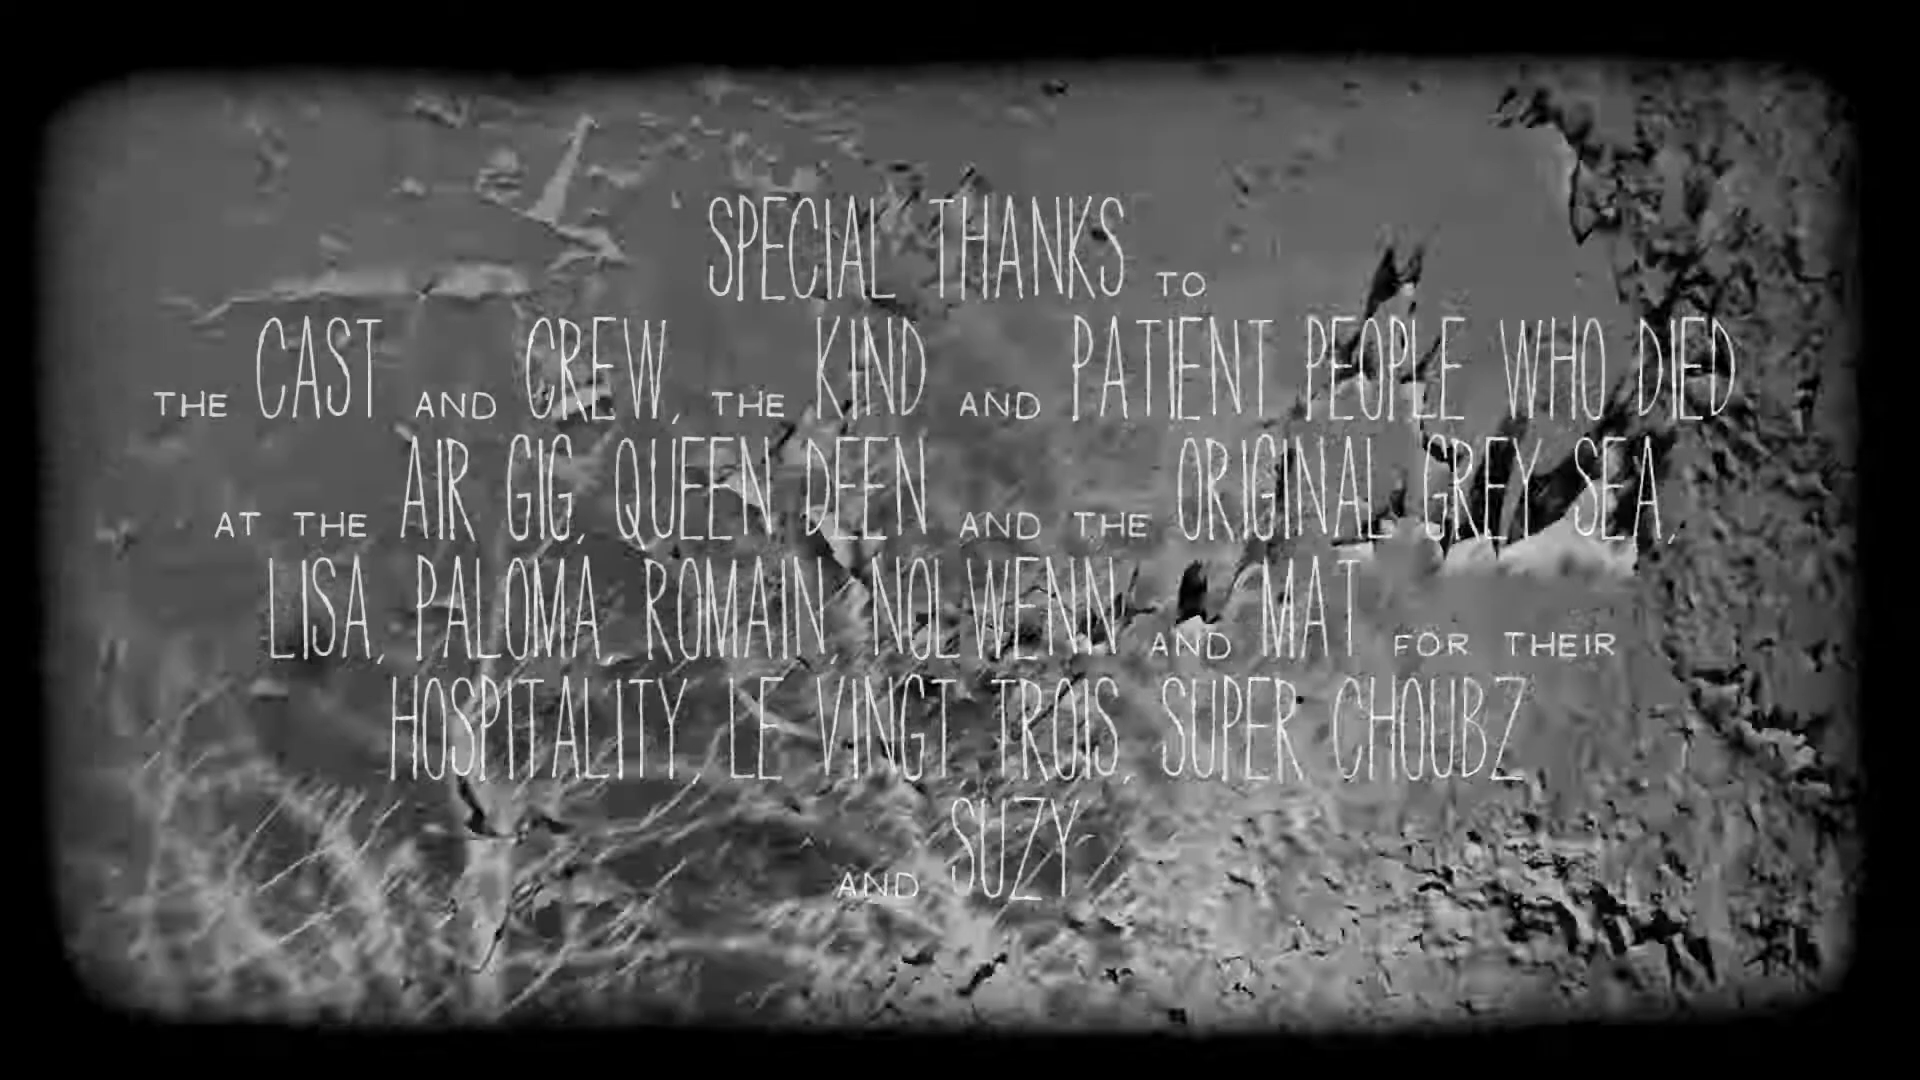 SPECIAL THANKS TO
THE CAST AND CREW, THE KIND AND PATIENT PEOPLE WHO DIED
AT THE AIR GIG, QUEEN DEEN AND THE ORIGINAL GREY SEA,
LISA, PALOMA, ROMAIN, NOLWENN AND MAT FOR THEIR
HOSPITALITY, LE VINGT TROIS, SUPER CHOUBZ
AND SUZY